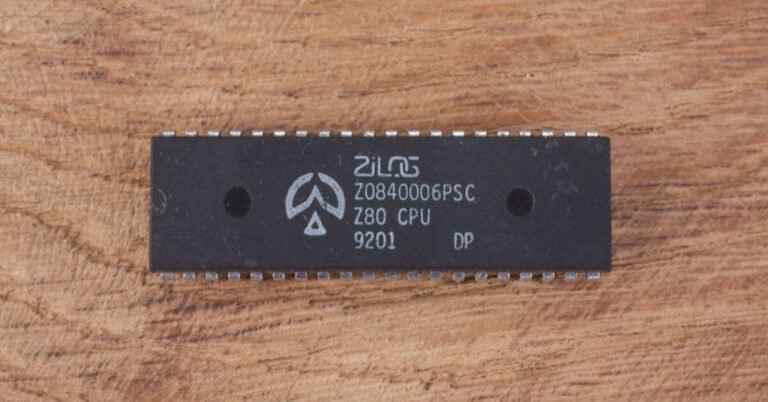 ZiLOG
Z0840006PSC
Z80 CPU
9201 DP